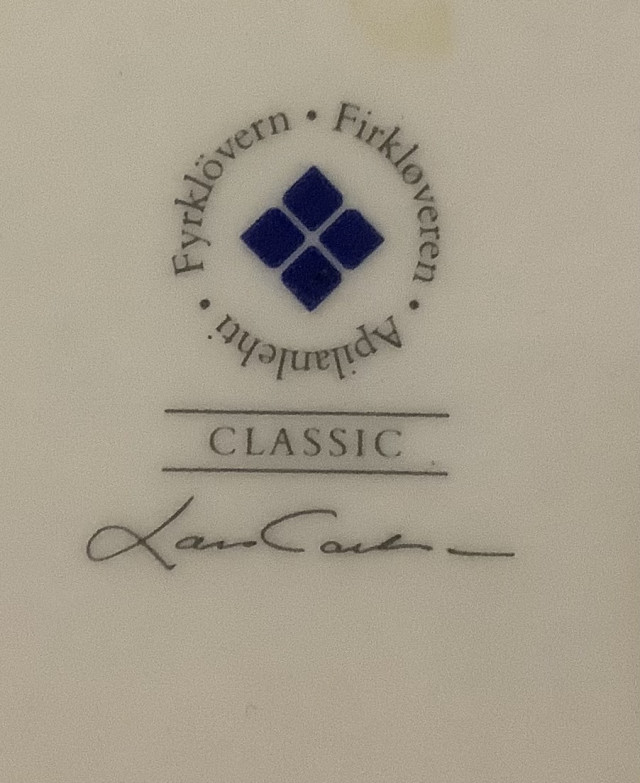 Fyrklövern • Firkløveren • Apilanlehti •
CLASSIC